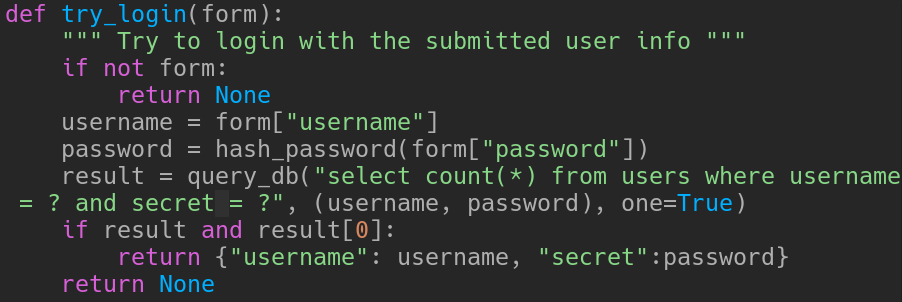 def try_login(form):
    """ Try to login with the submitted user info """
    if not form:
        return None
    username = form["username"]
    password = hash_password(form["password"])
    result = query_db("select count(*) from users where username
 = ? and secret = ?", (username, password), one=True)
    if result and result[0]:
        return {"username": username, "secret":password}
    return None